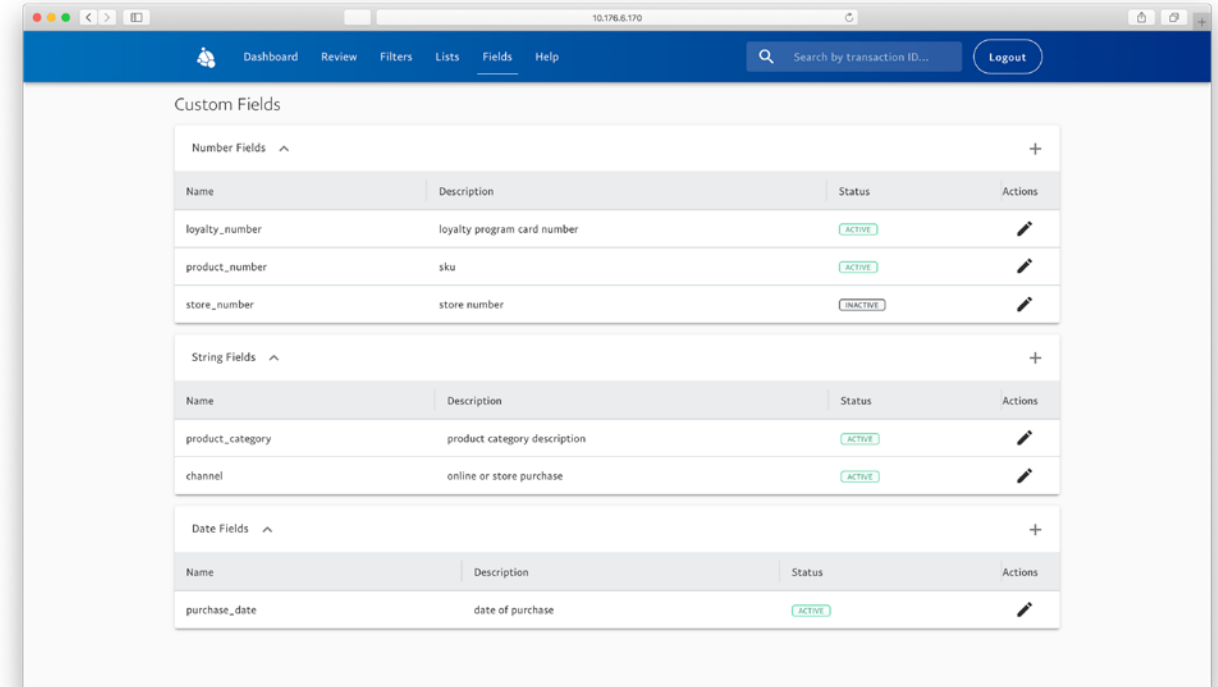 10.176.6.170
Dashboard Review Filters Lists Fields Help Search by transaction ID... Logout
Custom Fields
Number Fields
Name Description Status Actions
loyalty_number loyalty program card number ACTIVE
product_number sku ACTIVE
store_number store number INACTIVE
String Fields
Name Description Status Actions
product_category product category description ACTIVE
channel online or store purchase ACTIVE
Date Fields
Name Description Status Actions
purchase_date date of purchase ACTIVE